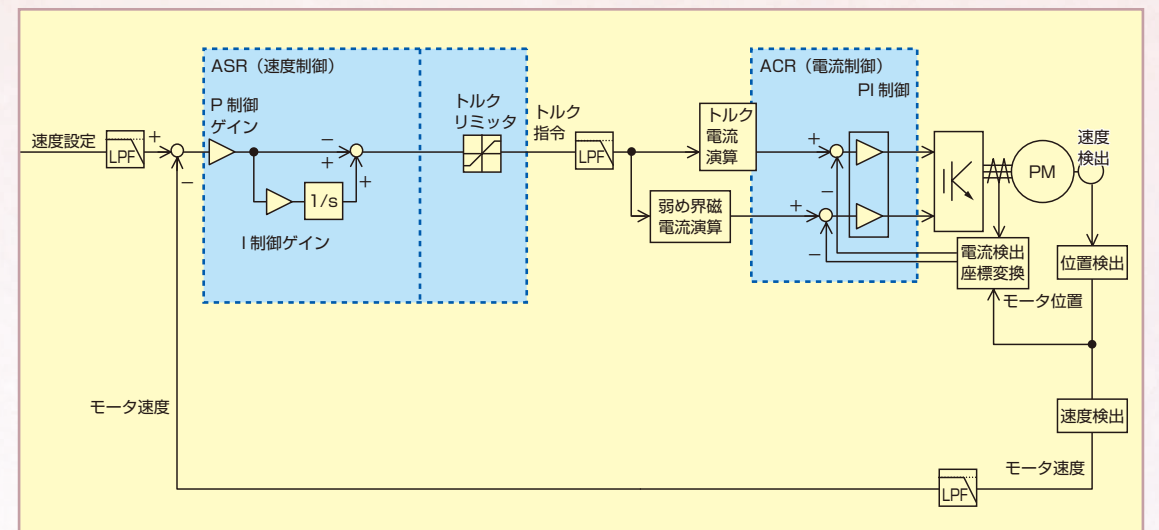 ASR（速度制御）
P 制御
ゲイン
トルク
リミッタ
トルク
指令
ACR（電流制御）
PI 制御
トルク
電流
演算
速度設定
LPF
+
−
−
+
+
1/s
I 制御ゲイン
LPF
弱め界磁
電流演算
+
−
+
−
PM
速度
検出
電流検出
座標変換
位置検出
モータ位置
モータ速度
速度検出
モータ速度
LPF